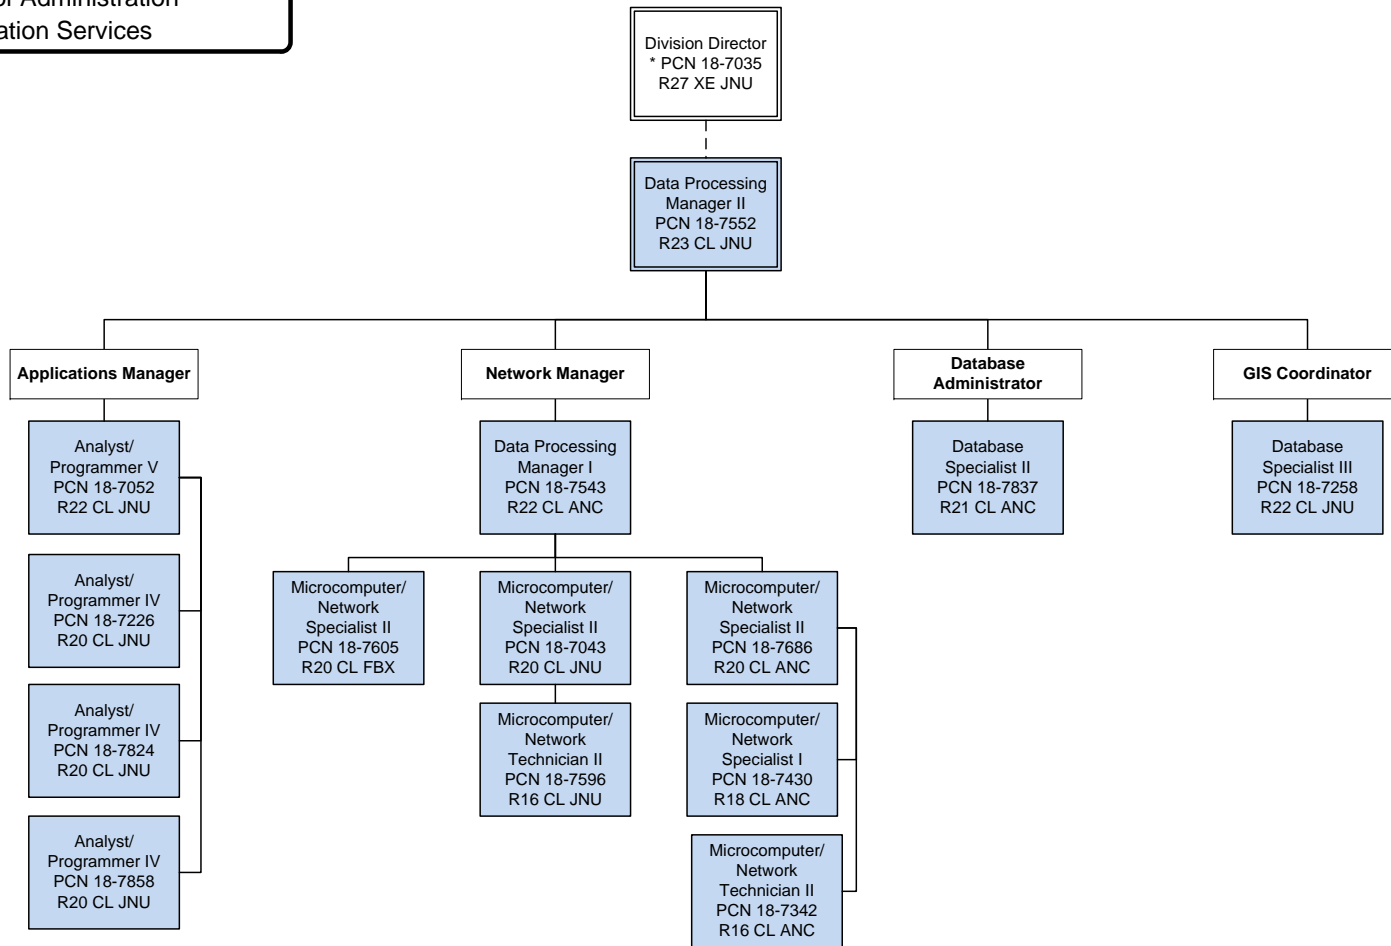 Administration
Services
Division Director
* PCN 18-7035
R27 XE JNU
Data Processing
Manager II
PCN 18-7552
R23 CL JNU
Applications Manager
Network Manager
Database
Administrator
GIS Coordinator
Analyst/
Programmer V
PCN 18-7052
R22 CL JNU
Data Processing
Manager I
PCN 18-7543
R22 CL ANC
Database
Specialist II
PCN 18-7837
R21 CL ANC
Database
Specialist III
PCN 18-7258
R22 CL JNU
Analyst/
Programmer IV
PCN 18-7226
R20 CL JNU
Microcomputer/
Network
Specialist II
PCN 18-7605
R20 CL FBX
Microcomputer/
Network
Specialist II
PCN 18-7043
R20 CL JNU
Microcomputer/
Network
Specialist II
PCN 18-7686
R20 CL ANC
Analyst/
Programmer IV
PCN 18-7824
R20 CL JNU
Microcomputer/
Network
Technician II
PCN 18-7596
R16 CL JNU
Microcomputer/
Network
Specialist I
PCN 18-7430
R18 CL ANC
Analyst/
Programmer IV
PCN 18-7858
R20 CL JNU
Microcomputer/
Network
Technician II
PCN 18-7342
R16 CL ANC